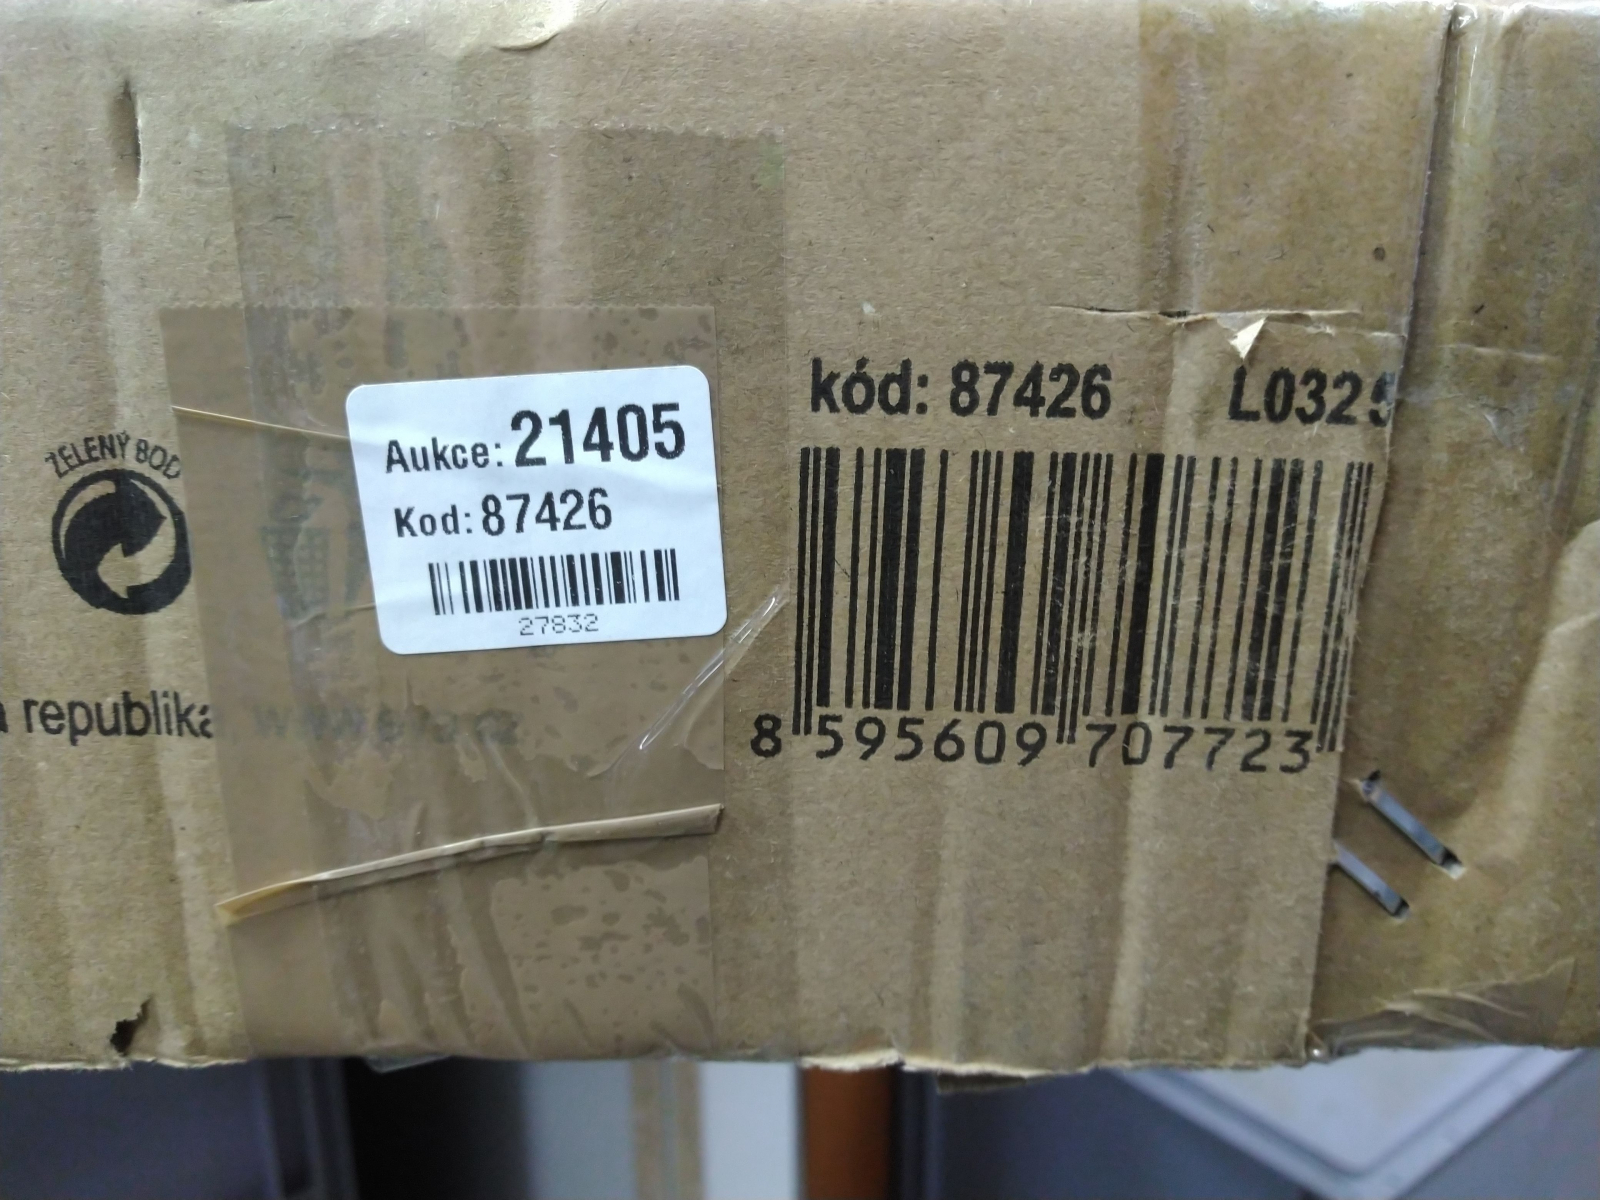 kód: 87426 L0325
Aukce: 21405
Kod: 87426
27832
ZELENÝ BOD
republika
8 595609 707723